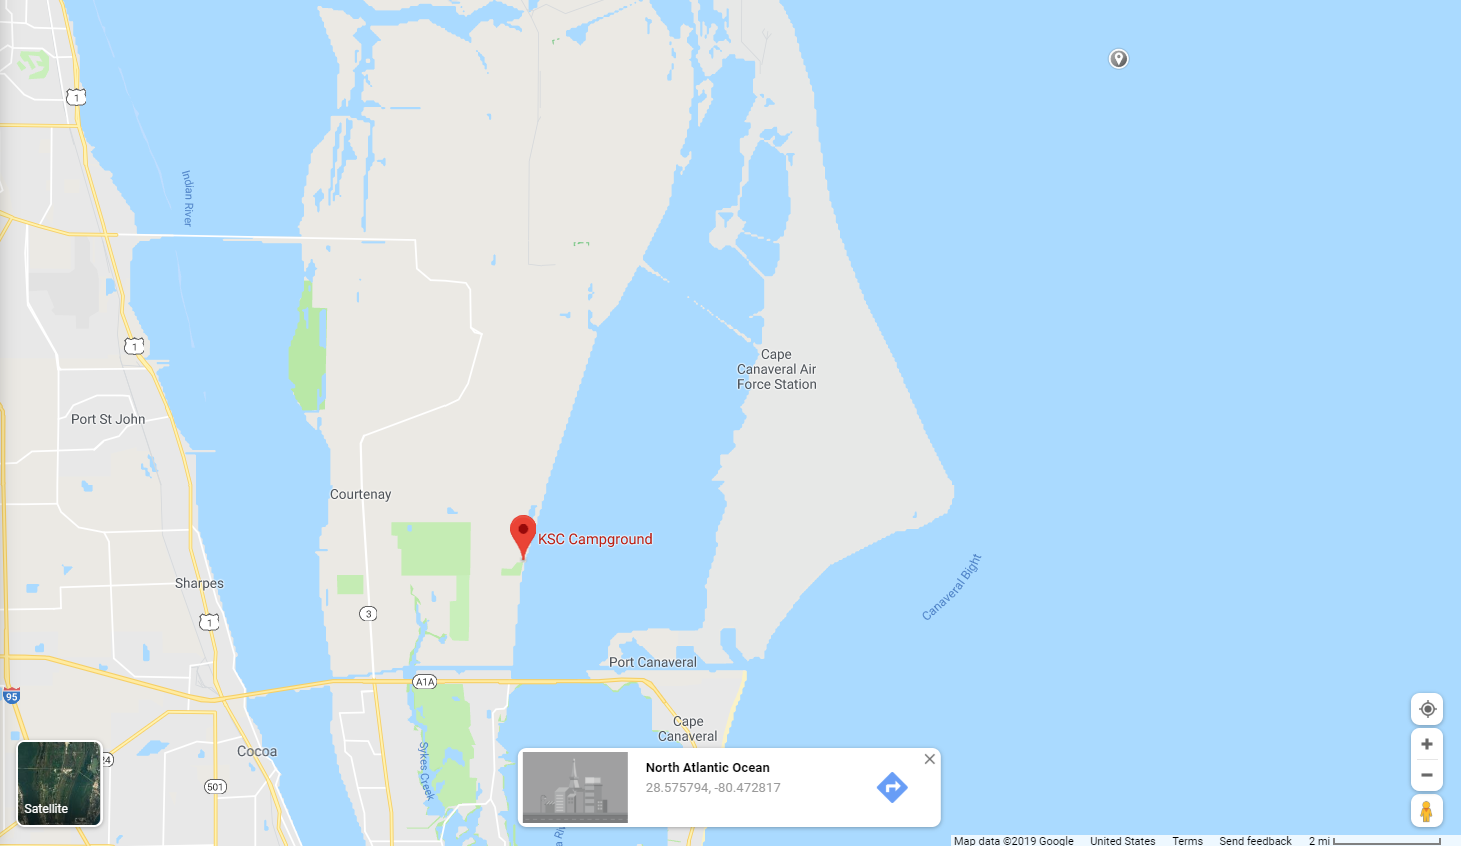 1
Indian River
1
Cape
Canaveral Air
Force Station
Port St John
Courtenay
KSC Campground
Canaveral Bight
Sharpes
3
1
Port Canaveral
A1A
95
Cape
Canaveral
Cocoa
24
501
Sykes Creek
Satellite
North Atlantic Ocean
28.575794, -80.472817
Map data ©2019 Google United States Terms Send feedback 2 mi